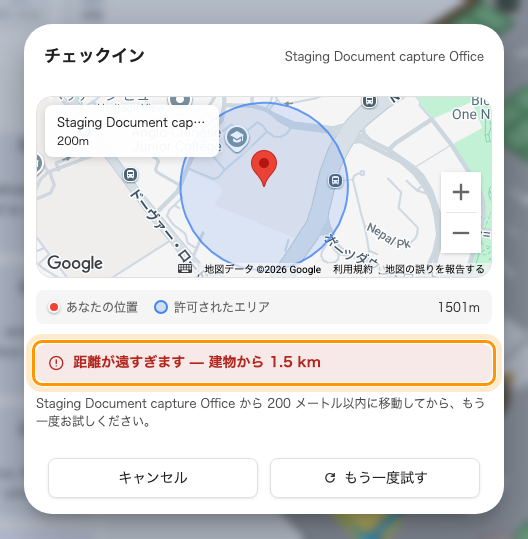 チェックイン
Staging Document capture Office
Staging Document cap…
200m
Bic
One N
Anglo-Chinese
Junior College
ドーヴァー・ロ
ポーツダウ
Nepal Pk
Google
地図データ ©2026 Google
利用規約
地図の誤りを報告する
あなたの位置
許可されたエリア
1501m
距離が遠すぎます — 建物から 1.5 km
Staging Document capture Office から 200 メートル以内に移動してから、もう
一度お試しください。
キャンセル
もう一度試す